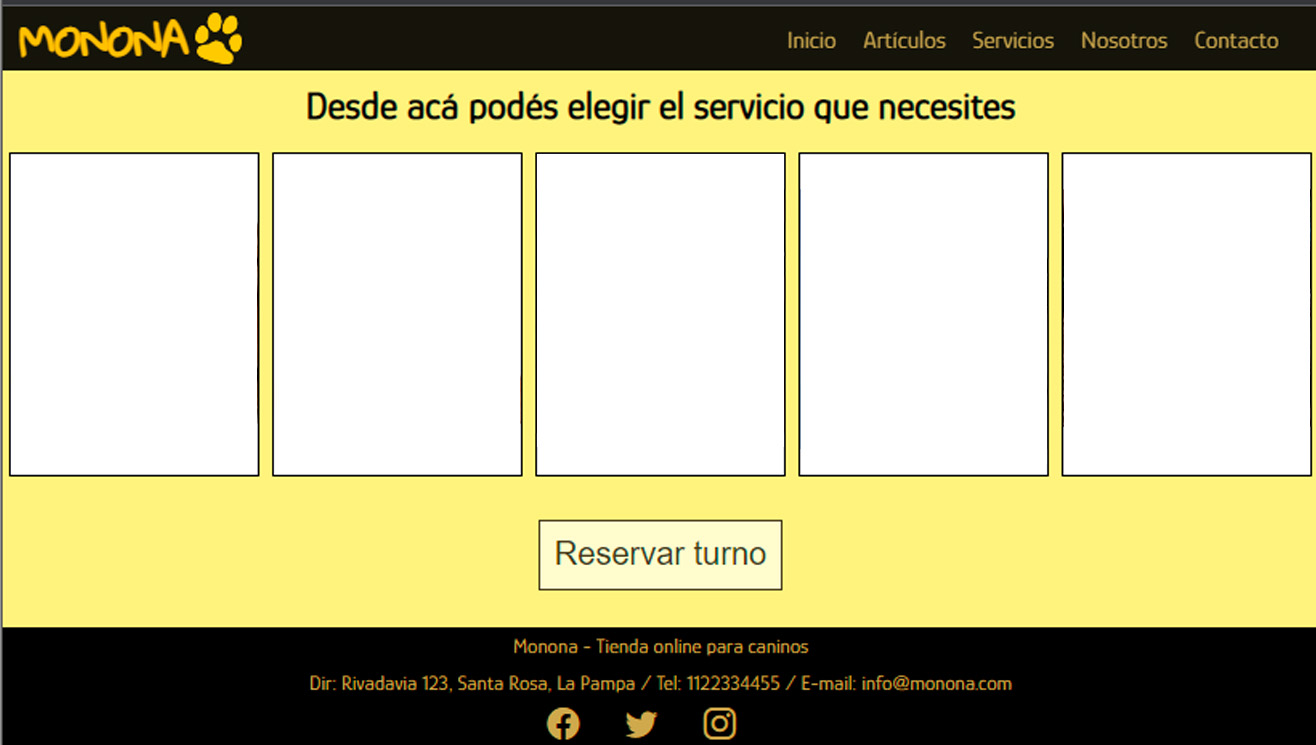 MONONA
Inicio Artículos Servicios Nosotros Contacto
Desde acá podés elegir el servicio que necesites
Reservar turno
Monona - Tienda online para caninos
Dir: Rivadavia 123, Santa Rosa, La Pampa / Tel: 1122334455 / E-mail: info@monona.com